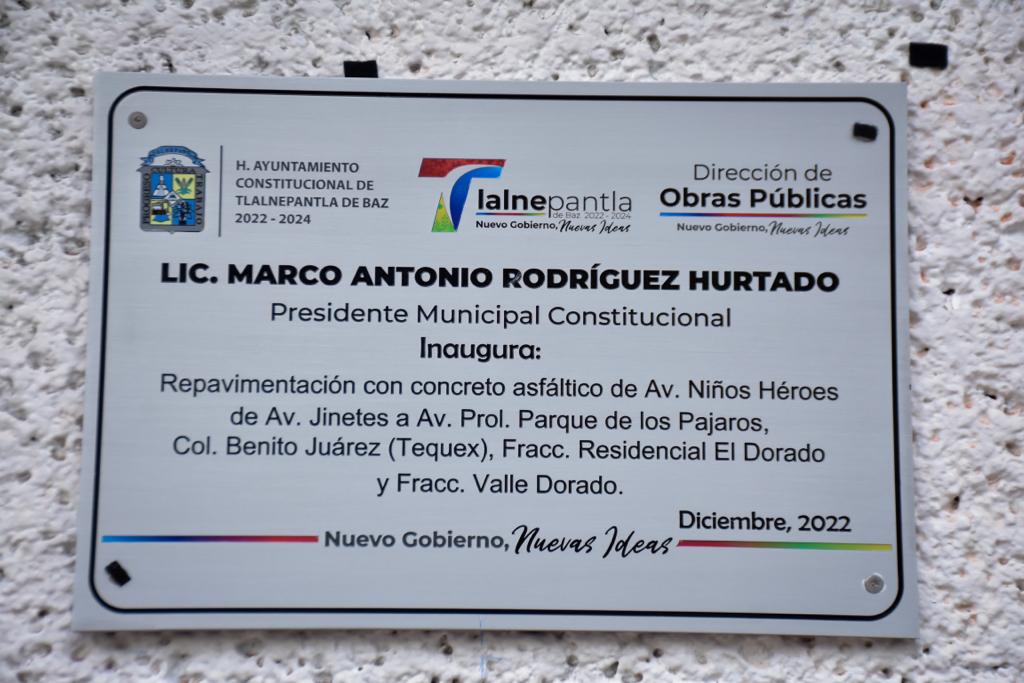 H. AYUNTAMIENTO
CONSTITUCIONAL DE
TLALNEPANTLA DE BAZ
2022 - 2024
Tlalnepantla
de Baz 2022 - 2024
Nuevo Gobierno, Nuevas Ideas
Dirección de
Obras Públicas
Nuevo Gobierno, Nuevas Ideas
LIC. MARCO ANTONIO RODRÍGUEZ HURTADO
Presidente Municipal Constitucional
Inaugura:
Repavimentación con concreto asfáltico de Av. Niños Héroes
de Av. Jinetes a Av. Prol. Parque de los Pajaros,
Col. Benito Juárez (Tequex), Fracc. Residencial El Dorado
y Fracc. Valle Dorado.
Diciembre, 2022
Nuevo Gobierno, Nuevas Ideas